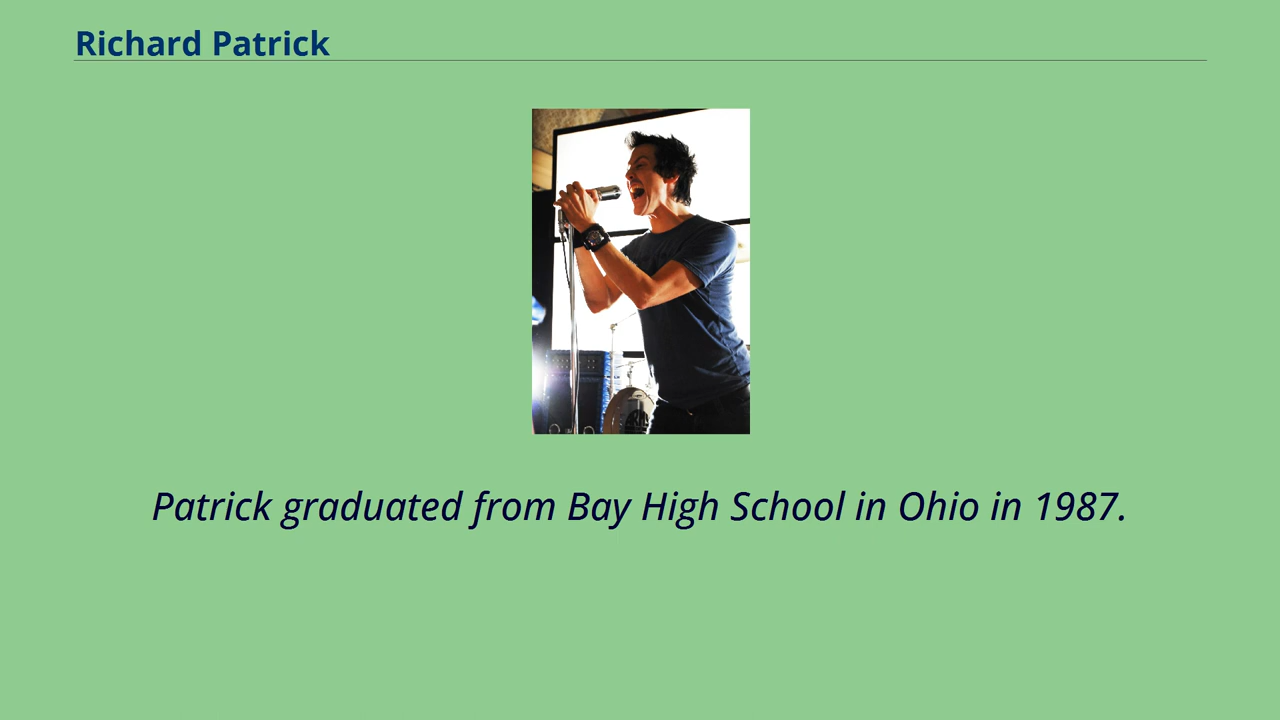 Richard Patrick
Patrick graduated from Bay High School in Ohio in 1987.